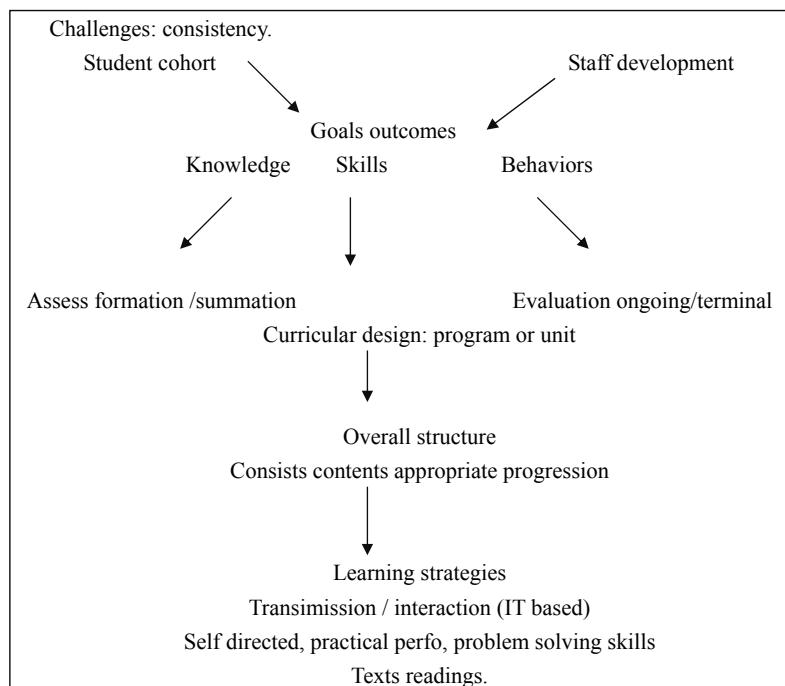 Challenges: consistency.
Student cohort Staff development
Goals outcomes
Knowledge Skills Behaviors
Assess formation /summation Evaluation ongoing/terminal
Curricular design: program or unit
Overall structure
Consists contents appropriate progression
Learning strategies
Transimission / interaction (IT based)
Self directed, practical perfo, problem solving skills
Texts readings.